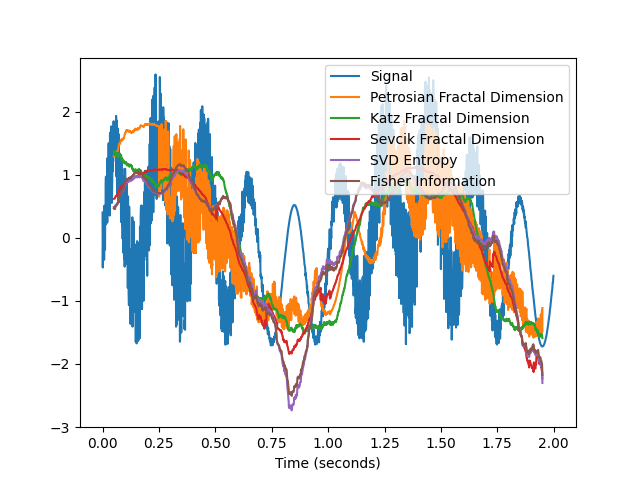 Signal
Petrosian Fractal Dimension
Katz Fractal Dimension
Sevcik Fractal Dimension
SVD Entropy
Fisher Information
2
1
0
−1
−2
−3
0.00 0.25 0.50 0.75 1.00 1.25 1.50 1.75 2.00
Time (seconds)